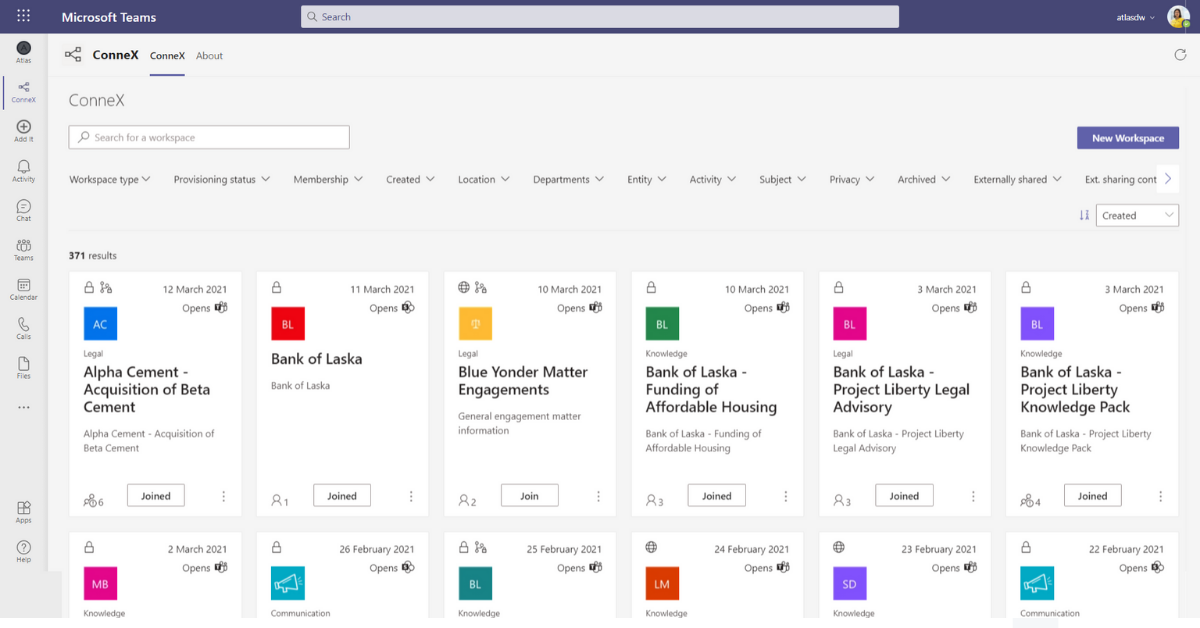 Microsoft Teams
Search
atlasdw
Atlas
ConneX
Add It
Activity
Chat
Teams
Calendar
Calls
Files
Apps
Help
ConneX ConneX About
ConneX
Search for a workspace
New Workspace
Workspace type Provisioning status Membership Created Location Departments Entity Activity Subject Privacy Archived Externally shared Ext. sharing cont
Created
371 results
12 March 2021
Opens
AC
Legal
Alpha Cement -
Acquisition of Beta
Cement
Alpha Cement - Acquisition of
Beta Cement
6 Joined
11 March 2021
Opens
BL
Bank of Laska
Bank of Laska
1 Joined
10 March 2021
Opens
Legal
Blue Yonder Matter
Engagements
General engagement matter
information
2 Join
10 March 2021
Opens
BL
Knowledge
Bank of Laska -
Funding of
Affordable Housing
Bank of Laska - Funding of
Affordable Housing
3 Joined
3 March 2021
Opens
BL
Legal
Bank of Laska -
Project Liberty Legal
Advisory
Bank of Laska - Project Liberty
Legal Advisory
3 Joined
3 March 2021
Opens
BL
Knowledge
Bank of Laska -
Project Liberty
Knowledge Pack
Bank of Laska - Project Liberty
Knowledge Pack
4 Joined
2 March 2021
Opens
MB
Knowledge
26 February 2021
Opens
Communication
25 February 2021
Opens
BL
Knowledge
24 February 2021
Opens
LM
Knowledge
23 February 2021
Opens
SD
Knowledge
22 February 2021
Opens
Communication